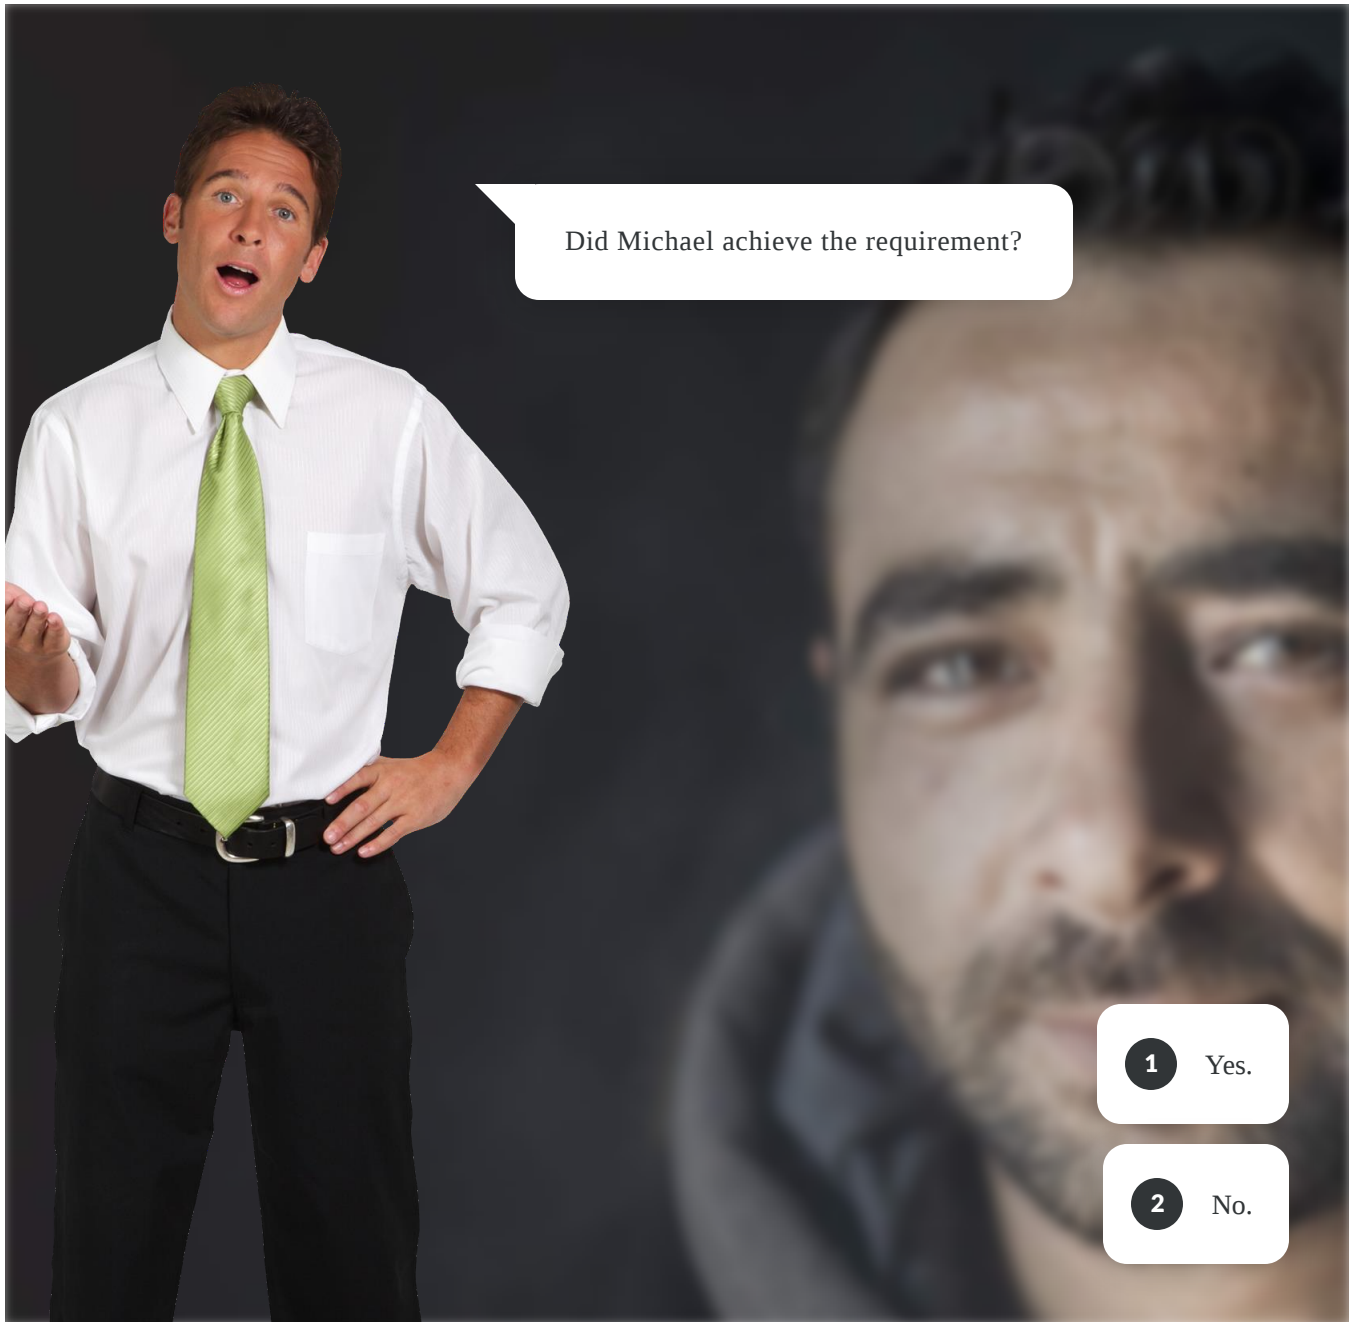 Did Michael achieve the requirement?
1 Yes.
2 No.